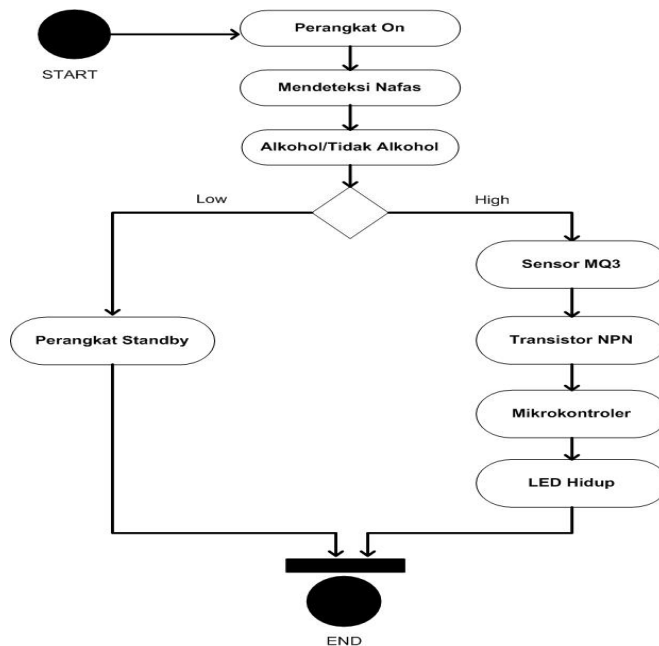 START
Perangkat On
Mendeteksi Nafas
Alkohol/Tidak Alkohol
Low
High
Sensor MQ3
Perangkat Standby
Transistor NPN
Mikrokontroler
LED Hidup
END